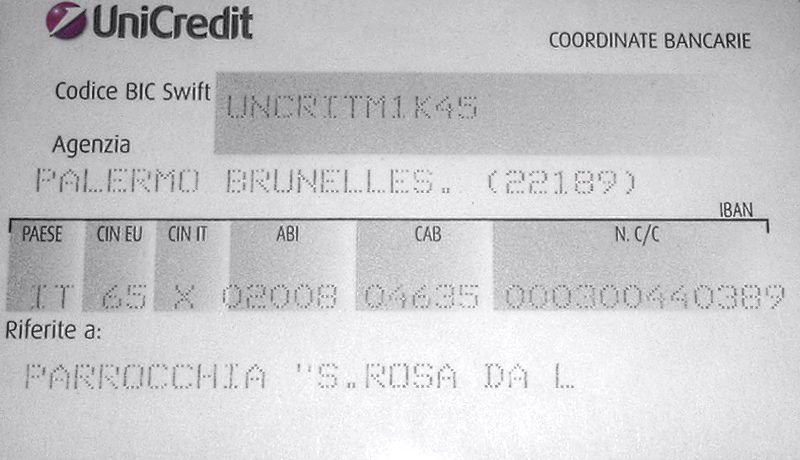 UniCredit
COORDINATE BANCARIE
Codice BIC Swift UNCRITM1K45
Agenzia
PALERMO BRUNELLES. (22189)
IBAN
PAESE CIN EU CIN IT ABI CAB N. C/C
IT 65 X 02008 04635 000300440389
Riferite a:
PARROCCHIA "S.ROSA DA L